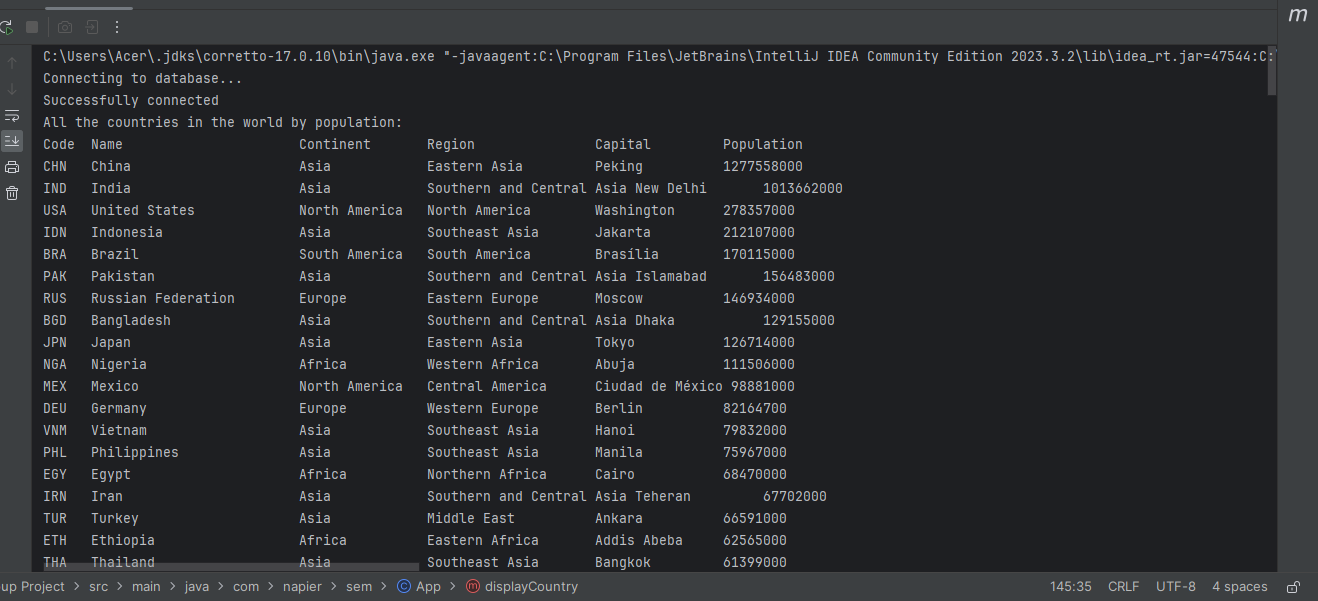 m
C:\Users\Acer\.jdks\corretto-17.0.10\bin\java.exe "-javaagent:C:\Program Files\JetBrains\IntelliJ IDEA Community Edition 2023.3.2\lib\idea_rt.jar=47544:C:
Connecting to database...
Successfully connected
All the countries in the world by population:
Code Name Continent Region Capital Population
CHN China Asia Eastern Asia Peking 1277558000
IND India Asia Southern and Central Asia New Delhi 1013662000
USA United States North America North America Washington 278357000
IDN Indonesia Asia Southeast Asia Jakarta 212107000
BRA Brazil South America South America Brasília 170115000
PAK Pakistan Asia Southern and Central Asia Islamabad 156483000
RUS Russian Federation Europe Eastern Europe Moscow 146934000
BGD Bangladesh Asia Southern and Central Asia Dhaka 129155000
JPN Japan Asia Eastern Asia Tokyo 126714000
NGA Nigeria Africa Western Africa Abuja 111506000
MEX Mexico North America Central America Ciudad de México 98881000
DEU Germany Europe Western Europe Berlin 82164700
VNM Vietnam Asia Southeast Asia Hanoi 79832000
PHL Philippines Asia Southeast Asia Manila 75967000
EGY Egypt Africa Northern Africa Cairo 68470000
IRN Iran Asia Southern and Central Asia Teheran 67702000
TUR Turkey Asia Middle East Ankara 66591000
ETH Ethiopia Africa Eastern Africa Addis Abeba 62565000
THA Thailand Asia Southeast Asia Bangkok 61399000
up Project > src > main > java > com > napier > sem > C App > m displayCountry 145:35 CRLF UTF-8 4 spaces